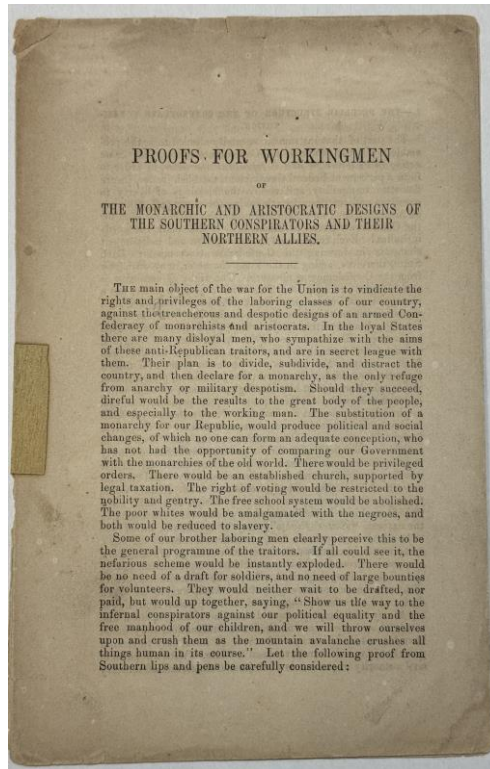 PROOFS FOR WORKINGMEN
OF
THE MONARCHIC AND ARISTOCRATIC DESIGNS OF
THE SOUTHERN CONSPIRATORS AND THEIR
NORTHERN ALLIES.
THE main object of the war for the Union is to vindicate the
rights and privileges of the laboring classes of our country,
against the treacherous and despotic designs of an armed Con-
federacy of monarchists and aristocrats. In the loyal States
there are many disloyal men, who sympathize with the aims
of these anti-Republican traitors, and are in secret league with
them. Their plan is to divide, subdivide, and distract the
country, and then declare for a monarchy, as the only refuge
from anarchy or military despotism. Should they succeed,
direful would be the results to the great body of the people,
and especially to the working man. The substitution of a
monarchy for our Republic, would produce political and social
changes, of which no one can form an adequate conception, who
has not had the opportunity of comparing our Government
with the monarchies of the old world. There would be privileged
orders. There would be an established church, supported by
legal taxation. The right of voting would be restricted to the
nobility and gentry. The free school system would be abolished.
The poor whites would be amalgamated with the negroes, and
both would be reduced to slavery.
Some of our brother laboring men clearly perceive this to be
the general programme of the traitors. If all could see it, the
nefarious scheme would be instantly exploded. There would
be no need of a draft for soldiers, and no need of large bounties
for volunteers. They would neither wait to be drafted, nor
paid, but would up together, saying, “Show us the way to the
infernal conspirators against our political equality and the
free manhood of our children, and we will throw ourselves
upon and crush them as the mountain avalanche crushes all
things human in its course.” Let the following proof from
Southern lips and pens be carefully considered: